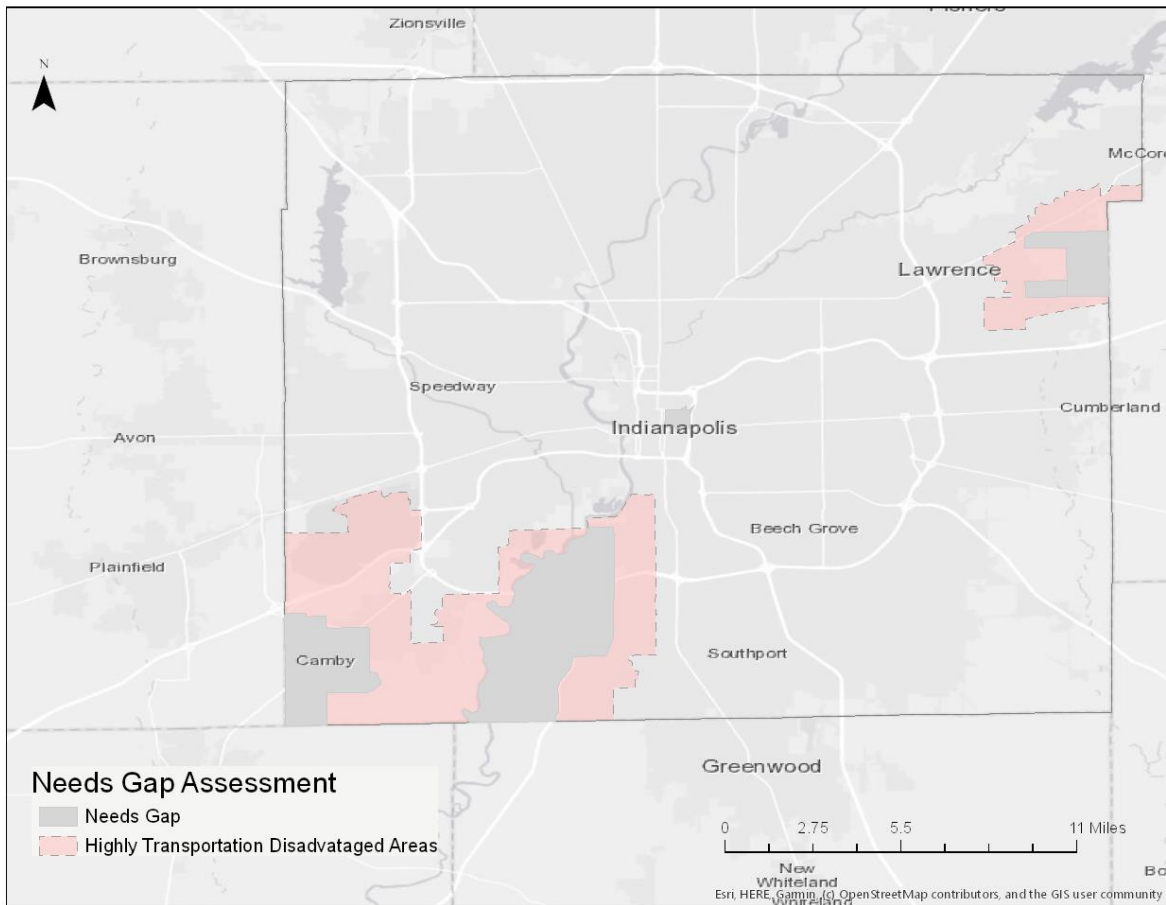 Zionsville
N
McCor
Brownsburg
Lawrence
Speedway
Cumberland
Indianapolis
Avon
Beech Grove
Plainfield
Camby
Southport
Greenwood
Needs Gap Assessment
Needs Gap
Highly Transportation Disadvataged Areas
0 2.75 5.5 11 Miles
New
Whiteland
Bo
Esri, HERE, Garmin, (c) OpenStreetMap contributors, and the GIS user community